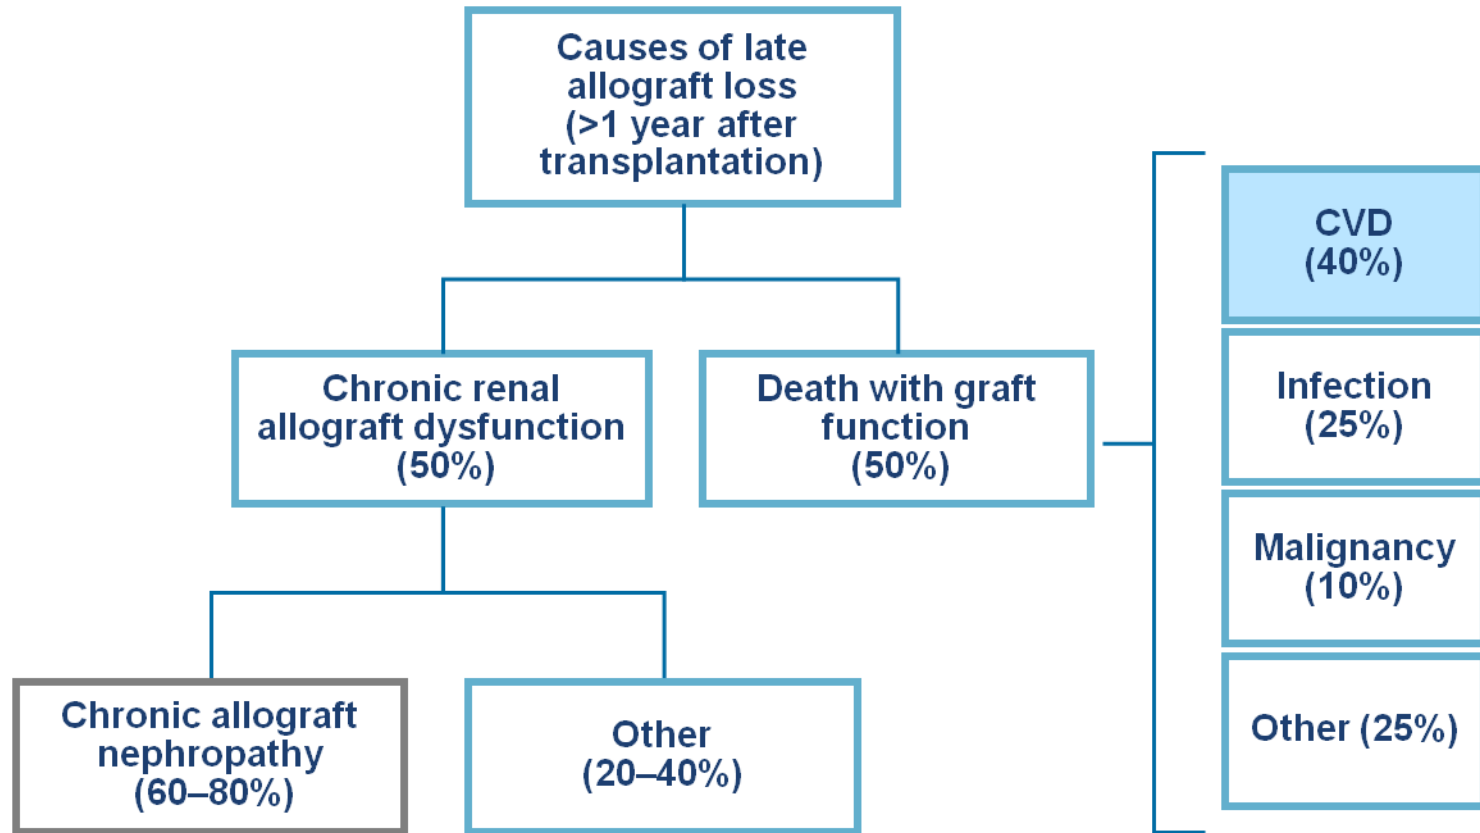 Causes of late
allograft loss
(>1 year after
transplantation)
Chronic renal
allograft dysfunction
(50%)
Death with graft
function
(50%)
CVD
(40%)
Infection
(25%)
Malignancy
(10%)
Other (25%)
Chronic allograft
nephropathy
(60–80%)
Other
(20–40%)